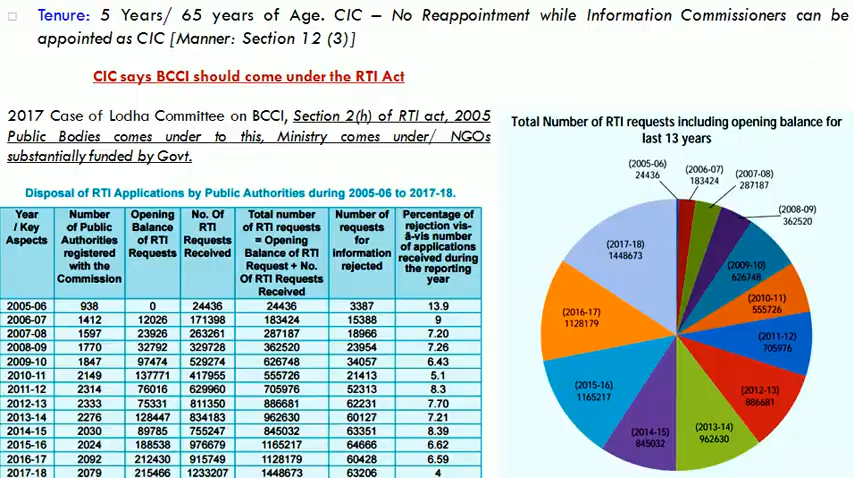 Tenure: 5 Years/ 65 years of Age. CIC – No Reappointment while Information Commissioners can be
appointed as CIC [Manner: Section 12 (3)]
CIC says BCCI should come under the RTI Act
2017 Case of Lodha Committee on BCCI, Section 2(h) of RTI act, 2005
Public Bodies comes under to this, Ministry comes under/ NGOs
substantially funded by Govt.
Disposal of RTI Applications by Public Authorities during 2005-06 to 2017-18.
Year / Key Aspects | Number of Public Authorities registered with the Commission | Opening Balance of RTI Requests | No. Of RTI Requests Received | Total number of RTI requests = Opening Balance of RTI Request + No. Of RTI Requests Received | Number of requests for information rejected | Percentage of rejection vis-à-vis number of applications received during the reporting year
2005-06 938 0 24436 24436 3387 13.9
2006-07 1412 12026 171398 183424 15388 9
2007-08 1597 23926 263261 287187 18966 7.20
2008-09 1770 32792 329728 362520 23954 7.26
2009-10 1847 97474 529274 626748 34057 6.43
2010-11 2149 137771 417955 555726 21413 5.1
2011-12 2314 76016 629960 705976 52313 8.3
2012-13 2333 75331 811350 886681 62231 7.70
2013-14 2276 128447 834183 962630 60127 7.21
2014-15 2030 89785 755247 845032 63351 8.39
2015-16 2024 188538 976679 1165217 64666 6.62
2016-17 2092 212430 915749 1128179 60428 6.59
2017-18 2079 215466 1233207 1448673 63206 4
Total Number of RTI requests including opening balance for
last 13 years
(2005-06)
24436
(2006-07)
183424
(2007-08)
287187
(2008-09)
362520
(2009-10)
626748
(2010-11)
555726
(2011-12)
705976
(2012-13)
886681
(2013-14)
962630
(2014-15)
845032
(2015-16)
1165217
(2016-17)
1128179
(2017-18)
1448673